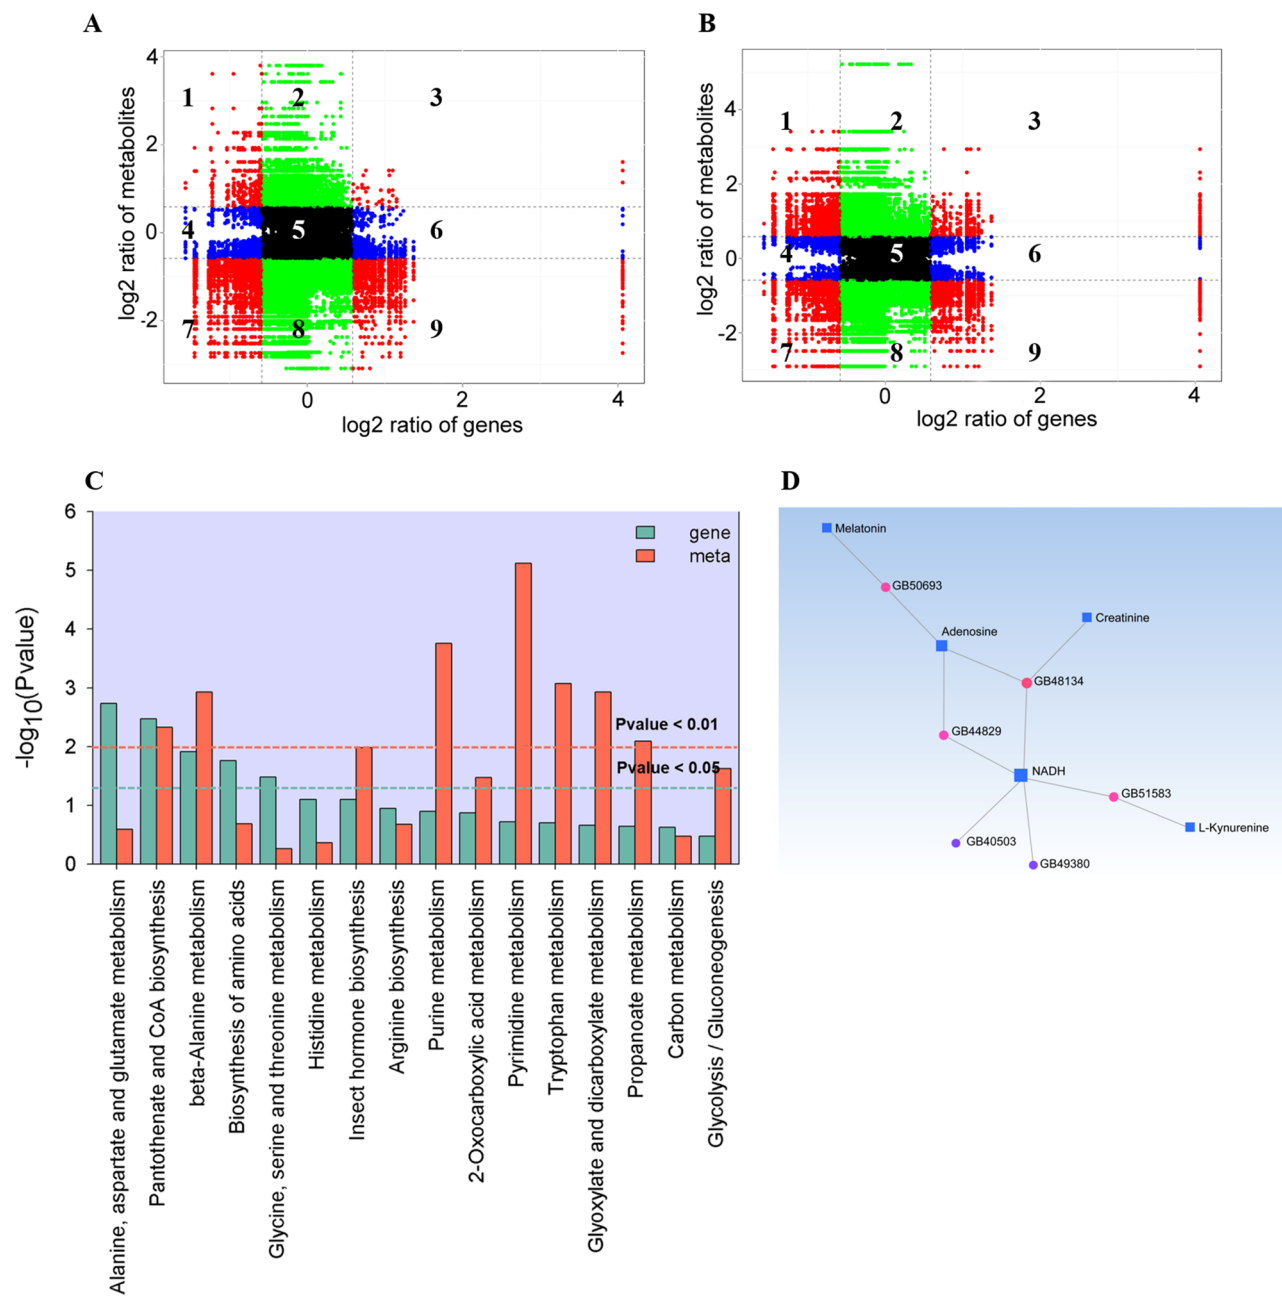 A
4
2
0
-2
log2 ratio of metabolites
1
2
3
4
5
6
7
8
9
0
2
4
log2 ratio of genes
B
4
2
0
-2
log2 ratio of metabolites
1
2
3
4
5
6
7
8
9
0
2
4
log2 ratio of genes
C
6
5
4
3
2
1
0
-log10(Pvalue)
gene
meta
Pvalue < 0.01
Pvalue < 0.05
Alanine, aspartate and glutamate metabolism
Pantothenate and CoA biosynthesis
beta-Alanine metabolism
Biosynthesis of amino acids
Glycine, serine and threonine metabolism
Histidine metabolism
Insect hormone biosynthesis
Arginine biosynthesis
Purine metabolism
2-Oxocarboxylic acid metabolism
Pyrimidine metabolism
Tryptophan metabolism
Glyoxylate and dicarboxylate metabolism
Propanoate metabolism
Carbon metabolism
Glycolysis / Gluconeogenesis
D
Melatonin
GB50693
Creatinine
Adenosine
GB48134
GB44829
NADH
GB51583
L-Kynurenine
GB40503
GB49380